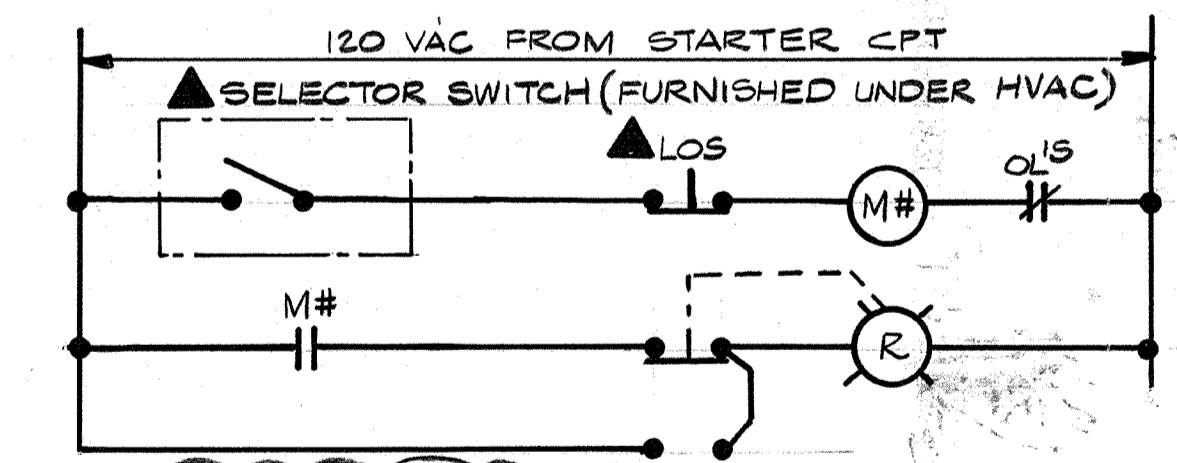 120 VAC FROM STARTER CPT
SELECTOR SWITCH (FURNISHED UNDER HVAC)
LOS
OL'S
M#
M#
R